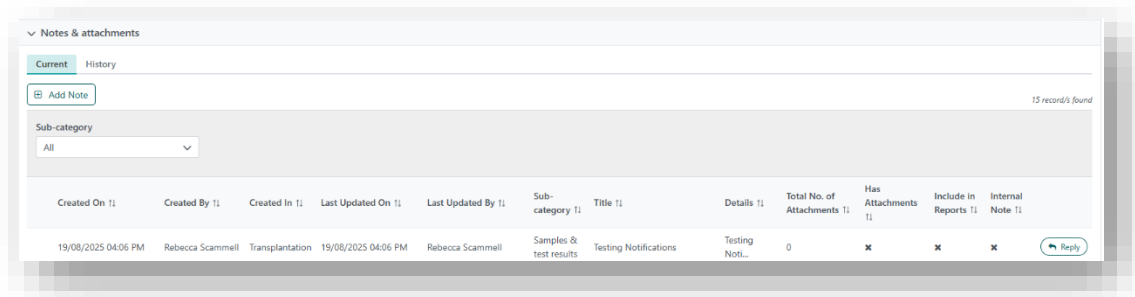 Notes & attachments
Current History
Add Note
15 record/s found
Sub-category
All
Created On Created By Created In Last Updated On Last Updated By Sub-category Title Details Total No. of Attachments Has Attachments Include in Reports Internal Note
19/08/2025 04:06 PM Rebecca Scammell Transplantation 19/08/2025 04:06 PM Rebecca Scammell Samples & test results Testing Notifications Testing Noti... 0 Reply